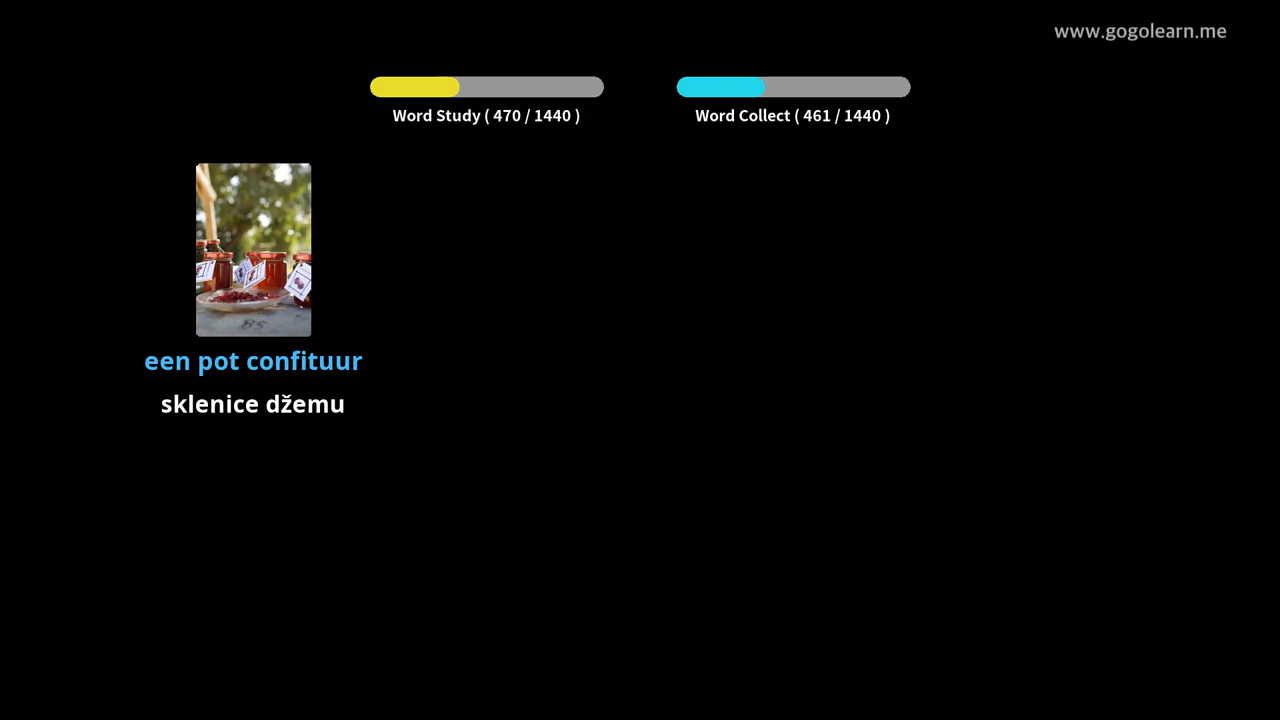 www.gogolearn.me
Word Study ( 470 / 1440 )
Word Collect ( 461 / 1440 )
een pot confituur
sklenice džemu